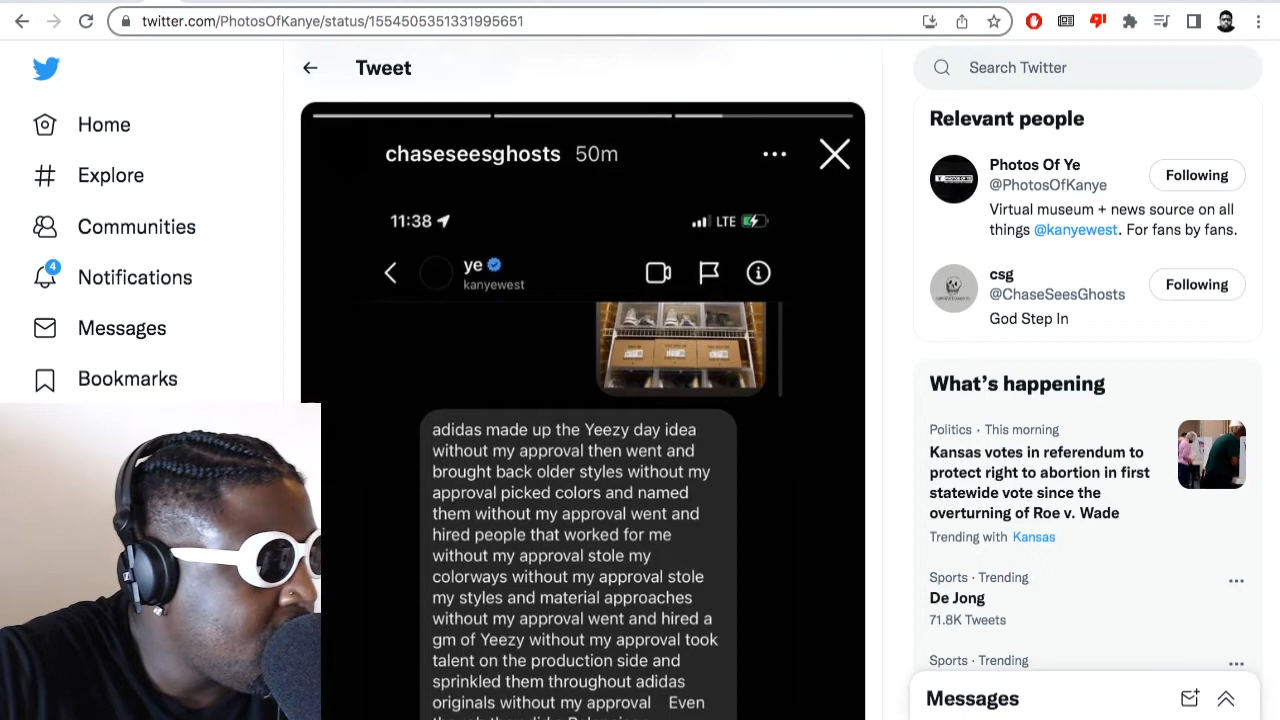 twitter.com/PhotosOfKanye/status/1554505351331995651
Home
Explore
Communities
4
Notifications
Messages
Bookmarks
Tweet
chaseseesghosts 50m
11:38
LTE
ye
kanyewest
adidas made up the Yeezy day idea
without my approval then went and
brought back older styles without my
approval picked colors and named
them without my approval went and
hired people that worked for me
without my approval stole my
colorways without my approval stole
my styles and material approaches
without my approval went and hired a
gm of Yeezy without my approval took
talent on the production side and
sprinkled them throughout adidas
originals without my approval Even
Search Twitter
Relevant people
Photos Of Ye
@PhotosOfKanye
Following
Virtual museum + news source on all
things @kanyewest. For fans by fans.
csg
@ChaseSeesGhosts
Following
God Step In
What's happening
Politics · This morning
Kansas votes in referendum to
protect right to abortion in first
statewide vote since the
overturning of Roe v. Wade
Trending with Kansas
Sports · Trending
De Jong
71.8K Tweets
Sports · Trending
Messages